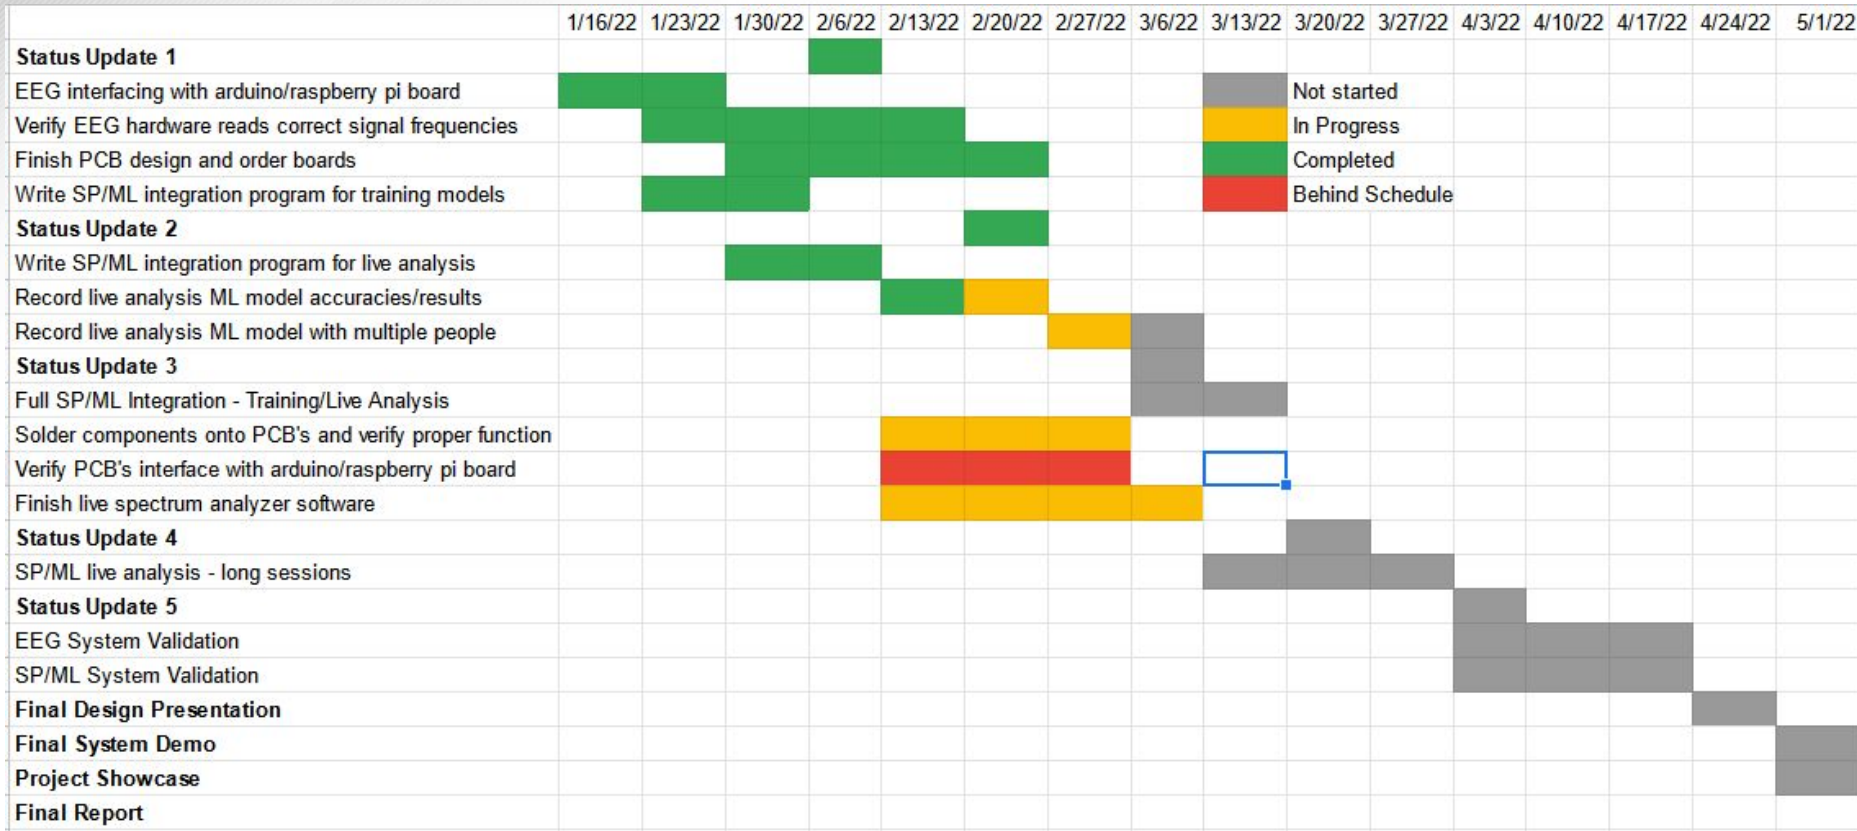 1/16/22 1/23/22 1/30/22 2/6/22 2/13/22 2/20/22 2/27/22 3/6/22 3/13/22 3/20/22 3/27/22 4/3/22 4/10/22 4/17/22 4/24/22 5/1/22
Status Update 1
EEG interfacing with arduino/raspberry pi board Not started
Verify EEG hardware reads correct signal frequencies In Progress
Finish PCB design and order boards Completed
Write SP/ML integration program for training models Behind Schedule
Status Update 2
Write SP/ML integration program for live analysis
Record live analysis ML model accuracies/results
Record live analysis ML model with multiple people
Status Update 3
Full SP/ML Integration - Training/Live Analysis
Solder components onto PCB's and verify proper function
Verify PCB's interface with arduino/raspberry pi board
Finish live spectrum analyzer software
Status Update 4
SP/ML live analysis - long sessions
Status Update 5
EEG System Validation
SP/ML System Validation
Final Design Presentation
Final System Demo
Project Showcase
Final Report